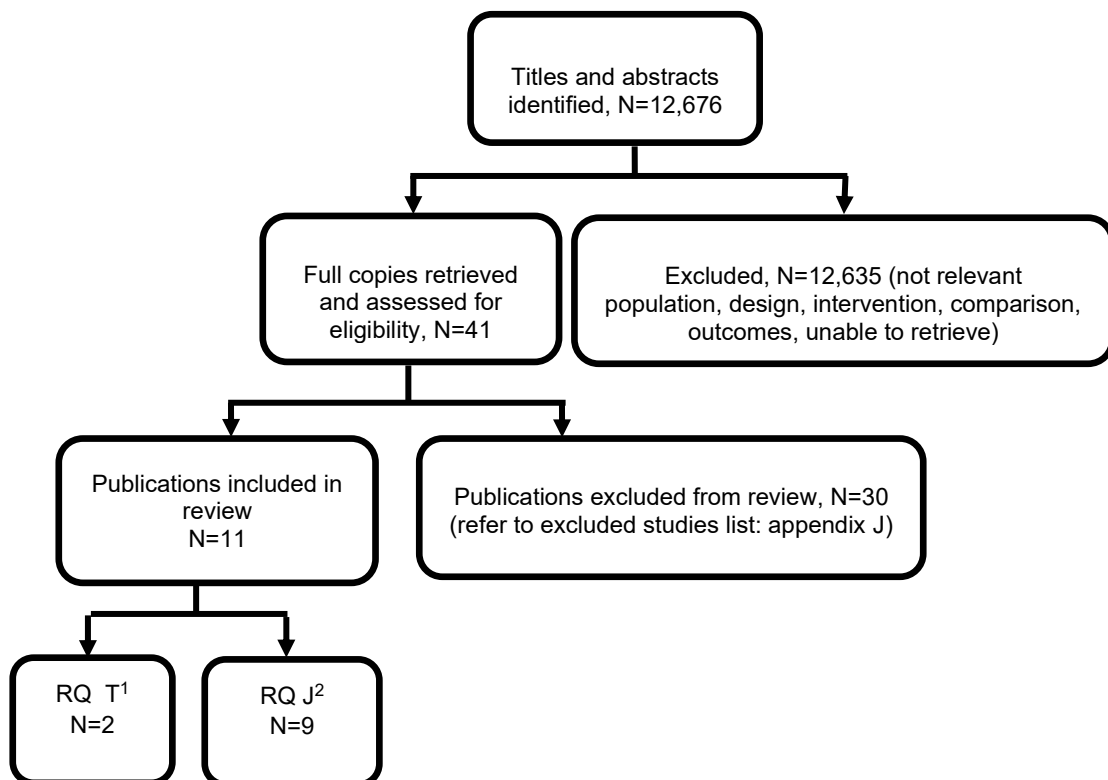 Titles and abstracts
identified, N=12,676
Full copies retrieved
and assessed for
eligibility, N=41
Excluded, N=12,635 (not relevant
population, design, intervention, comparison,
outcomes, unable to retrieve)
Publications included in
review
N=11
Publications excluded from review, N=30
(refer to excluded studies list: appendix J)
RQ T¹
N=2
RQ J²
N=9